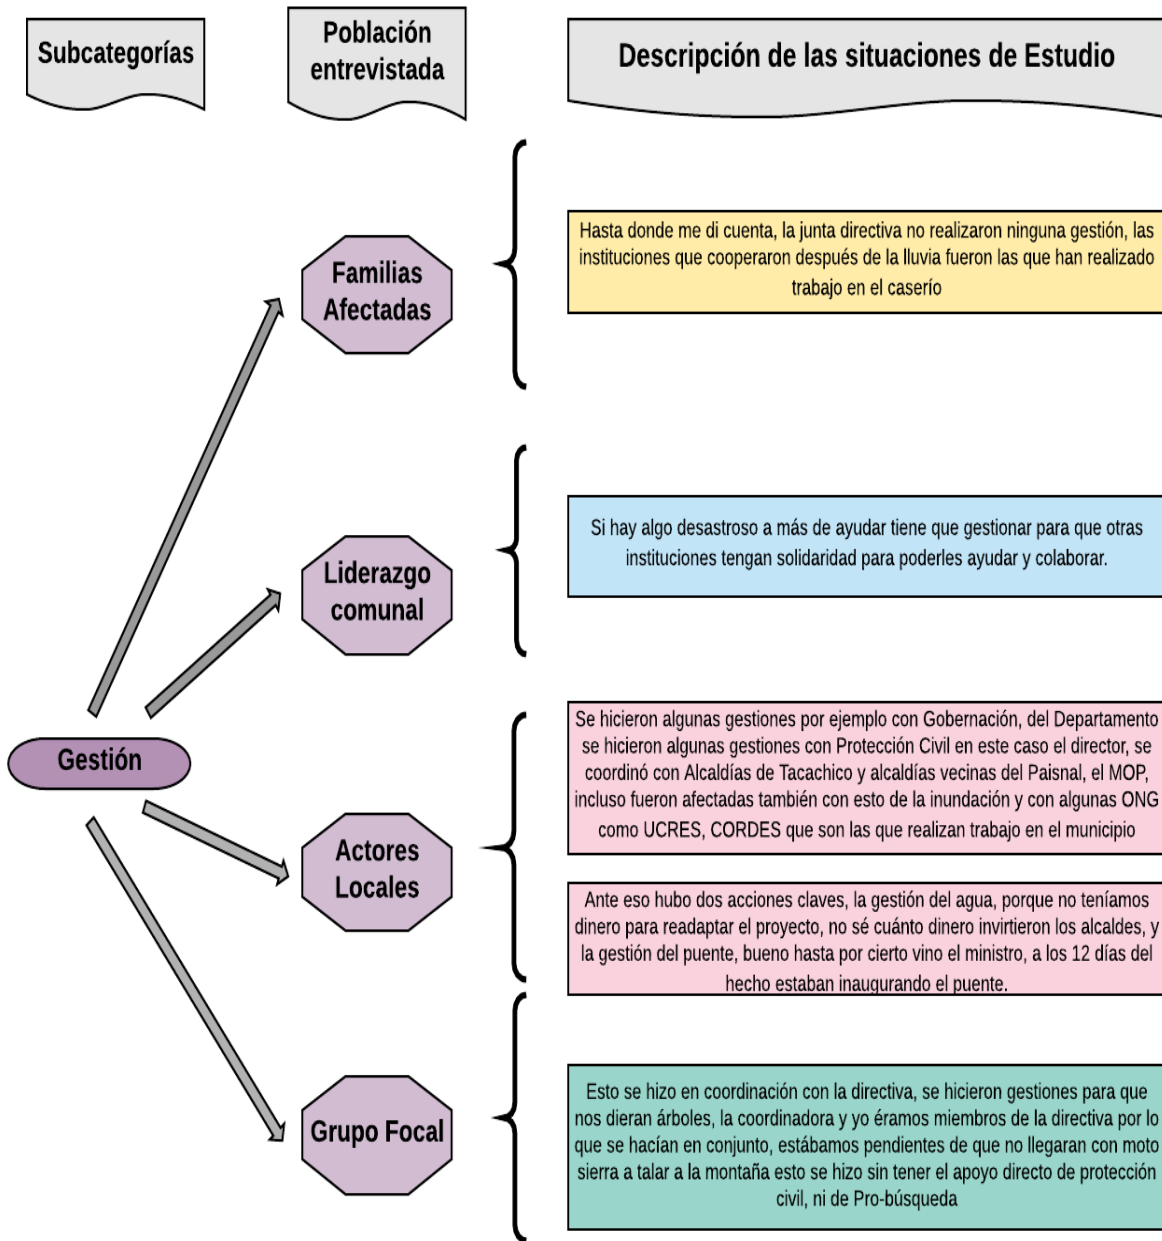 Subcategorías
Población
entrevistada
Descripción de las situaciones de Estudio
Familias
Afectadas
Hasta donde me di cuenta, la junta directiva no realizaron ninguna gestión, las
instituciones que cooperaron después de la lluvia fueron las que han realizado
trabajo en el caserío
Liderazgo
comunal
Si hay algo desastroso a más de ayudar tiene que gestionar para que otras
instituciones tengan solidaridad para poderles ayudar y colaborar.
Gestión
Actores
Locales
Se hicieron algunas gestiones por ejemplo con Gobernación, del Departamento
se hicieron algunas gestiones con Protección Civil en este caso el director, se
coordinó con Alcaldías de Tacachico y alcaldías vecinas del Paisnal, el MOP,
incluso fueron afectadas también con esto de la inundación y con algunas ONG
como UCRES, CORDES que son las que realizan trabajo en el municipio
Ante eso hubo dos acciones claves, la gestión del agua, porque no teníamos
dinero para readaptar el proyecto, no sé cuánto dinero invirtieron los alcaldes, y
la gestión del puente, bueno hasta por cierto vino el ministro, a los 12 días del
hecho estaban inaugurando el puente.
Grupo Focal
Esto se hizo en coordinación con la directiva, se hicieron gestiones para que
nos dieran árboles, la coordinadora y yo éramos miembros de la directiva por lo
que se hacían en conjunto, estábamos pendientes de que no llegaran con moto
sierra a talar a la montaña esto se hizo sin tener el apoyo directo de protección
civil, ni de Pro-búsqueda